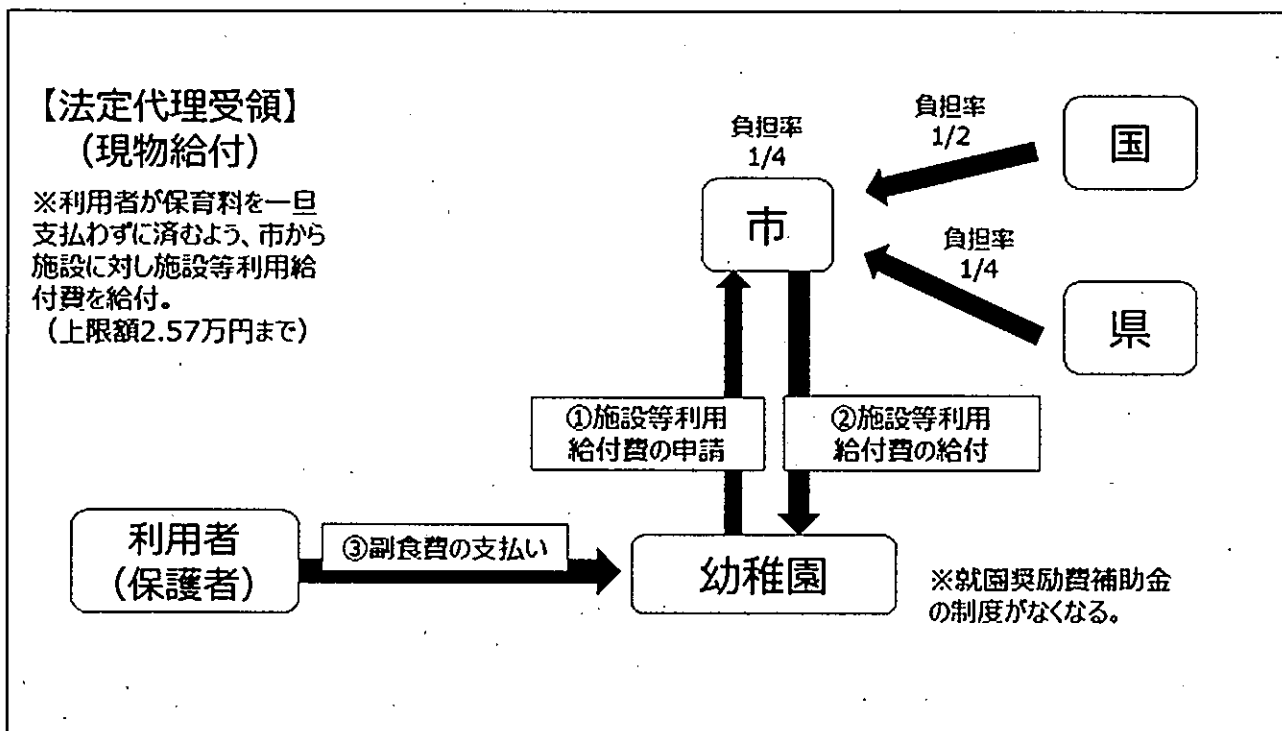 【法定代理受領】
（現物給付）
※利用者が保育料を一旦
支払わずに済むよう、市から
施設に対し施設等利用給
付費を給付。
（上限額2.57万円まで）
負担率
1/4
市
負担率
1/2
国
負担率
1/4
県
①施設等利用
給付費の申請
②施設等利用
給付費の給付
利用者
（保護者）
③副食費の支払い
幼稚園
※就園奨励費補助金
の制度がなくなる。